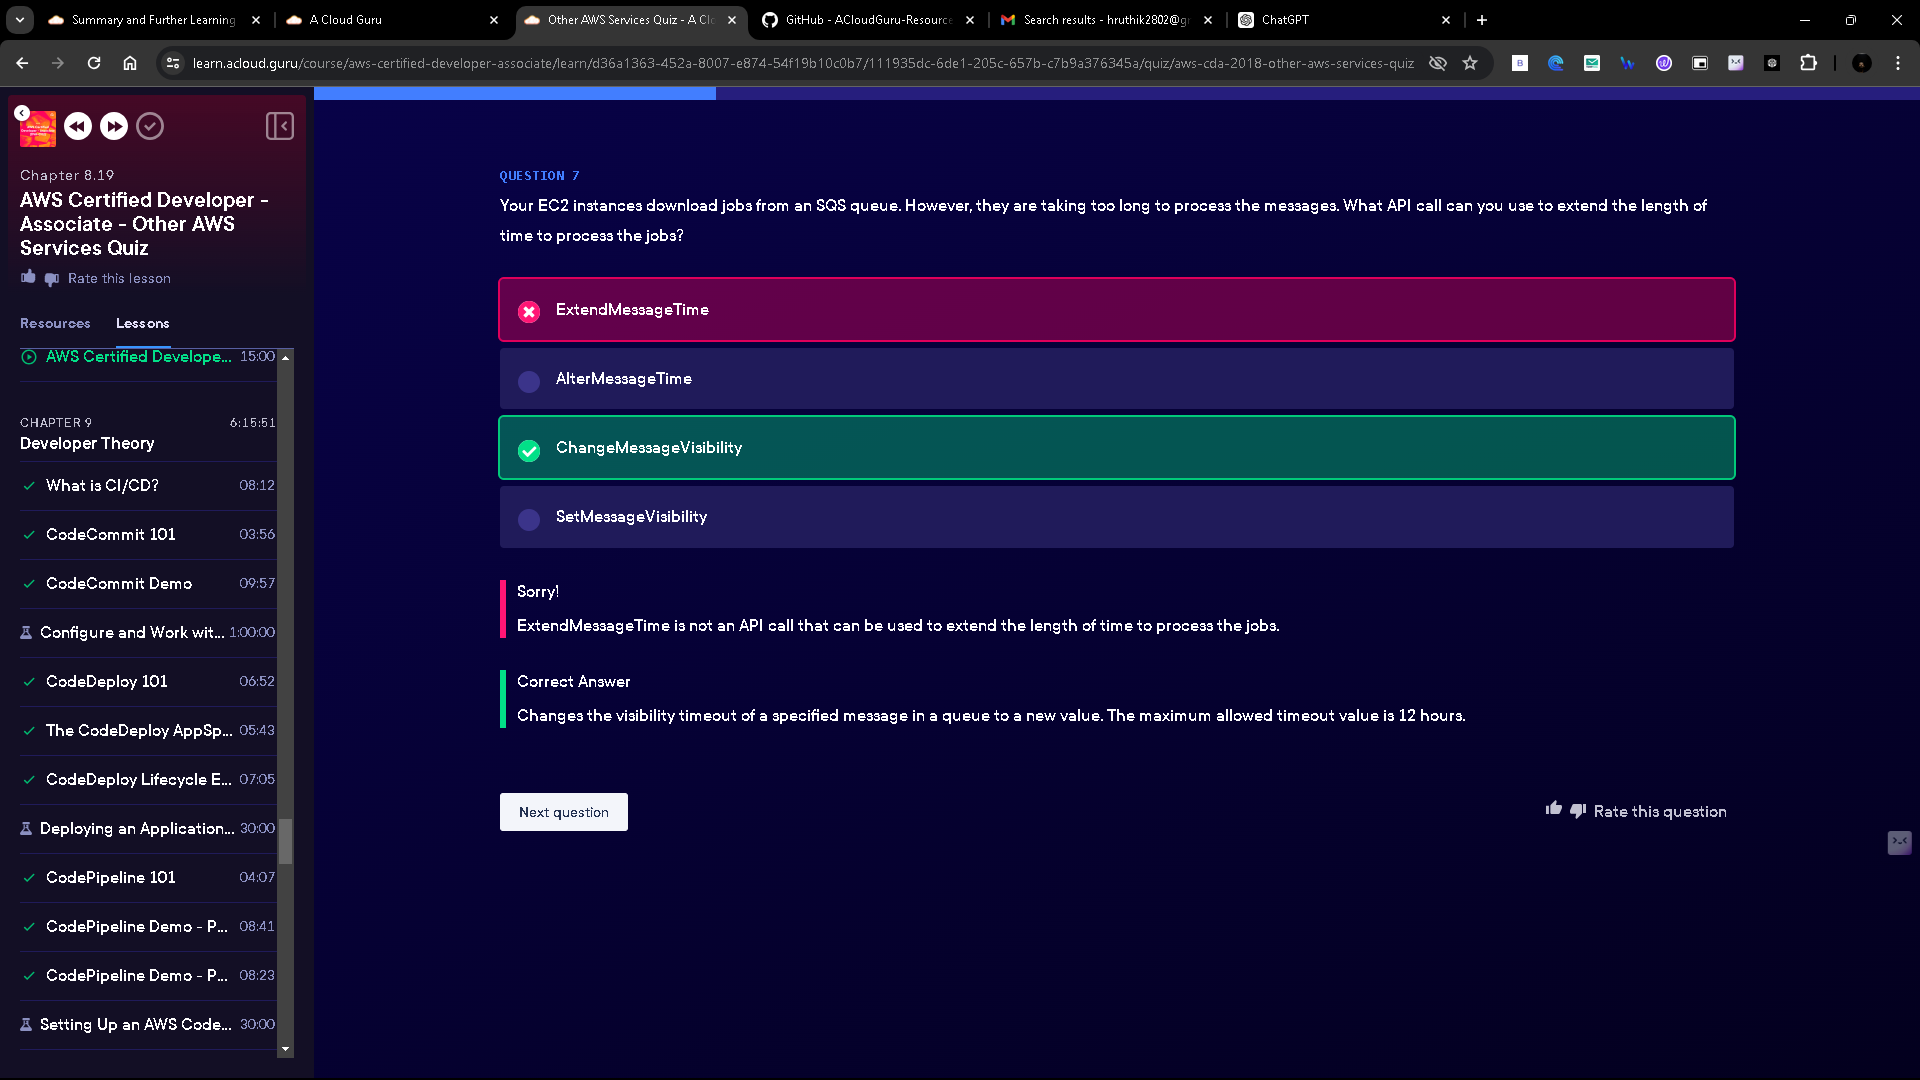 Summary and Further Learning
A Cloud Guru
Other AWS Services Quiz - A Cl
GitHub - ACloudGuru-Resource
Search results - hruthik2802@gr
ChatGPT
learn.acloud.guru/course/aws-certified-developer-associate/learn/d36a1363-452a-8007-e874-54f19b10c0b7/111935dc-6de1-205c-657b-c7b9a376345a/quiz/aws-cda-2018-other-aws-services-quiz
Chapter 8.19
AWS Certified Developer -
Associate - Other AWS
Services Quiz
Rate this lesson
Resources
Lessons
AWS Certified Develope... 15:00
CHAPTER 9 6:15:51
Developer Theory
What is CI/CD? 08:12
CodeCommit 101 03:56
CodeCommit Demo 09:57
Configure and Work wit... 1:00:00
CodeDeploy 101 06:52
The CodeDeploy AppSp... 05:43
CodeDeploy Lifecycle E... 07:05
Deploying an Application... 30:00
CodePipeline 101 04:07
CodePipeline Demo - P... 08:41
CodePipeline Demo - P... 08:23
Setting Up an AWS Code... 30:00
QUESTION 7
Your EC2 instances download jobs from an SQS queue. However, they are taking too long to process the messages. What API call can you use to extend the length of
time to process the jobs?
ExtendMessageTime
AlterMessageTime
ChangeMessageVisibility
SetMessageVisibility
Sorry!
ExtendMessageTime is not an API call that can be used to extend the length of time to process the jobs.
Correct Answer
Changes the visibility timeout of a specified message in a queue to a new value. The maximum allowed timeout value is 12 hours.
Next question
Rate this question